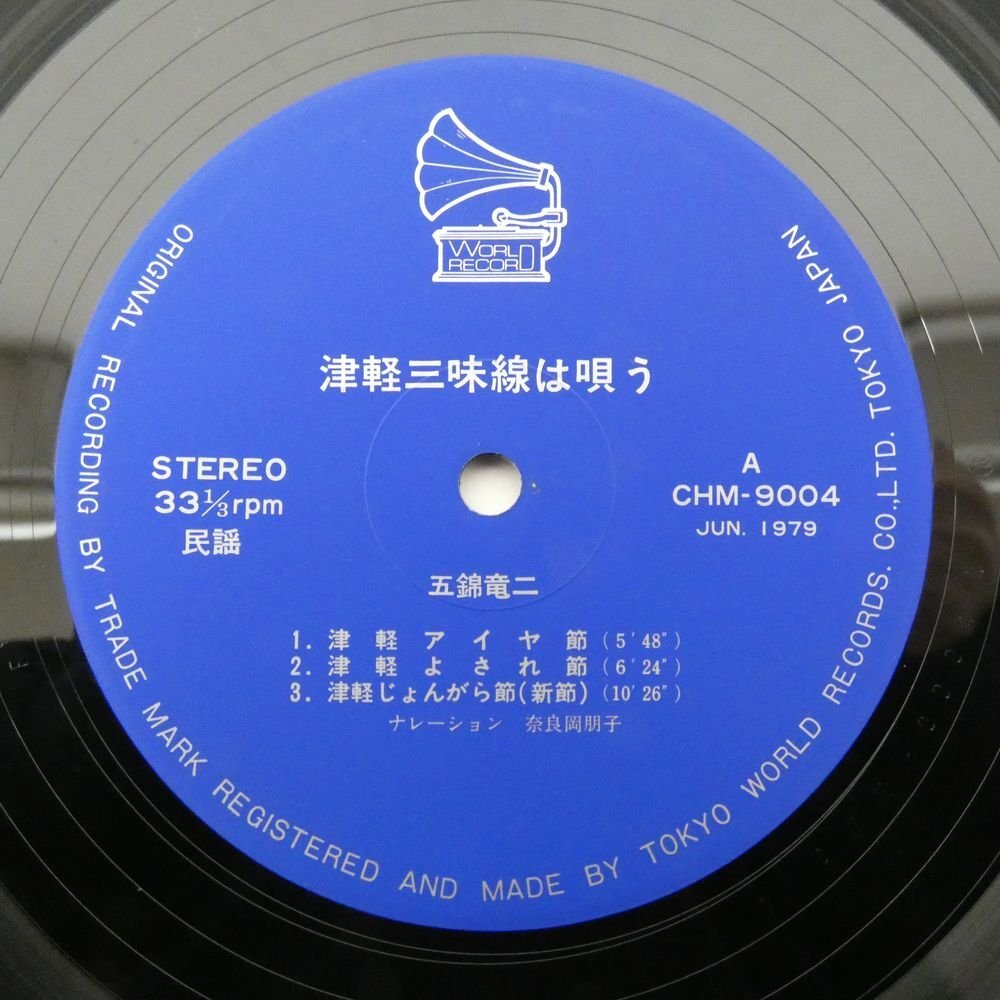 WORLD
RECORD
津軽三味線は唄う
STEREO
33⅓rpm
民謡
A
CHM-9004
JUN. 1979
五錦竜二
1. 津軽アイヤ節 (5'48")
2. 津軽よされ節 (6'24")
3. 津軽じょんがら節(新節) (10'26")
ナレーション 奈良岡朋子
ORIGINAL RECORDING BY TRADE MARK REGISTERED AND MADE BY TOKYO WORLD RECORDS. CO.,LTD. TOKYO JAPAN